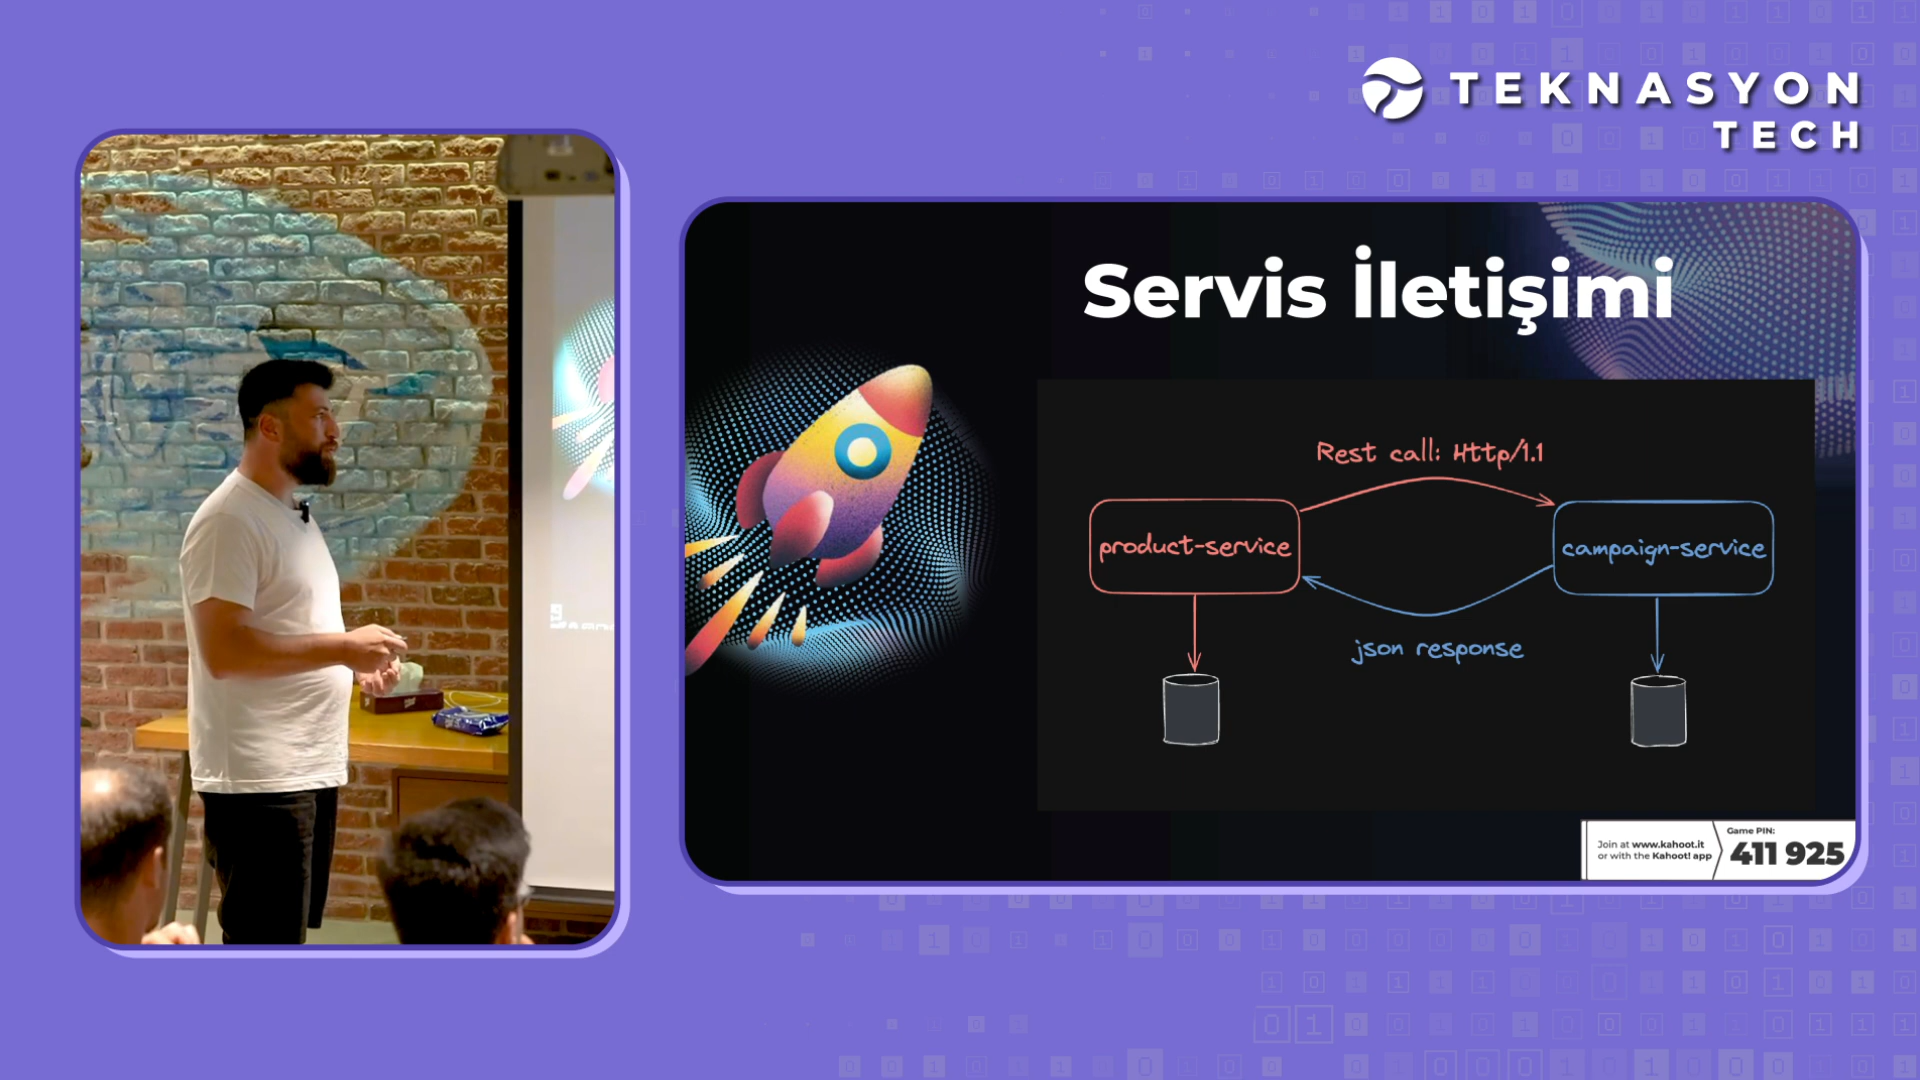 TEKNASYON
TECH
Servis İletişimi
Rest call: Http/1.1
product-service
campaign-service
json response
Join at www.kahoot.it
or with the Kahoot! app
Game PIN:
411 925